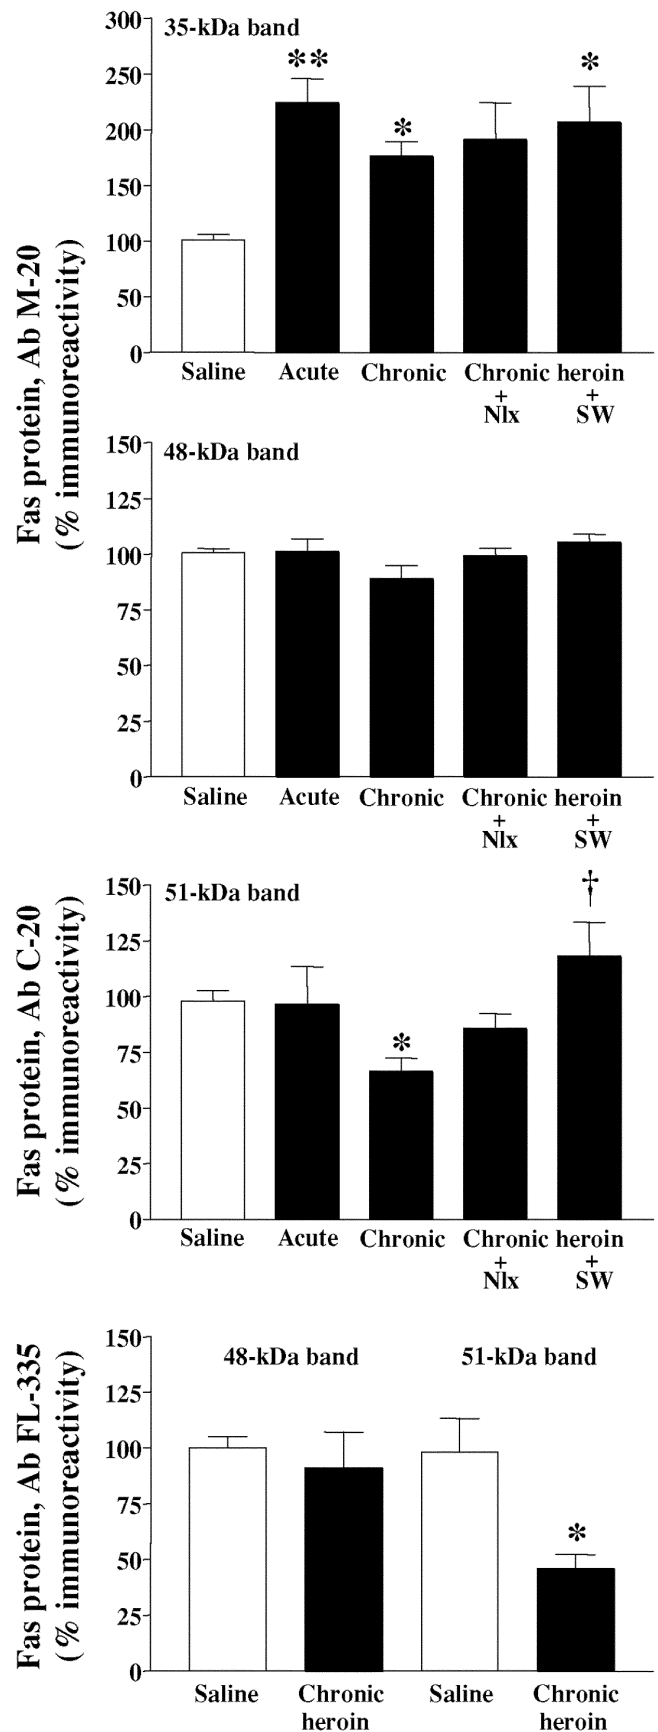 Fas protein, Ab M-20
(% immunoreactivity)
35-kDa band
300
250
200
150
100
50
0
**
*
*
Saline Acute Chronic Chronic heroin
+ +
Nlx SW
48-kDa band
150
125
100
75
50
25
0
Saline Acute Chronic Chronic heroin
+ +
Nlx SW
Fas protein, Ab C-20
(% immunoreactivity)
51-kDa band
150
125
100
75
50
25
0
*
†
Saline Acute Chronic Chronic heroin
+ +
Nlx SW
Fas protein, Ab FL-335
(% immunoreactivity)
48-kDa band 51-kDa band
150
125
100
75
50
25
0
*
Saline Chronic Saline Chronic
heroin heroin